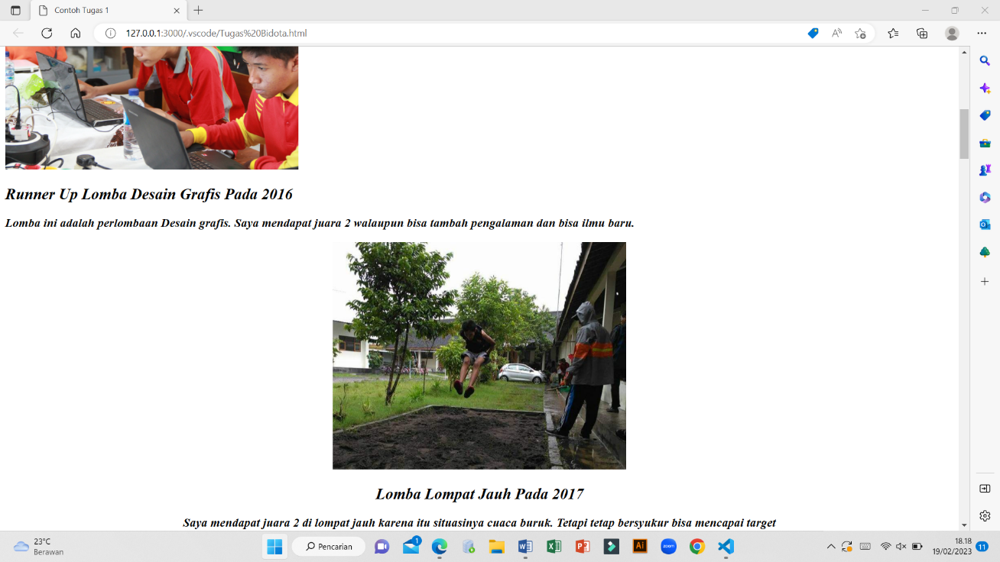 Contoh Tugas 1
127.0.0.1:3000/.vscode/Tugas%20Bidota.html
Runner Up Lomba Desain Grafis Pada 2016
Lomba ini adalah perlombaan Desain grafis. Saya mendapat juara 2 walaupun bisa tambah pengalaman dan bisa ilmu baru.
Lomba Lompat Jauh Pada 2017
Saya mendapat juara 2 di lompat jauh karena itu situasinya cuaca buruk. Tetapi tetap bersyukur bisa mencapai target
23°C
Berawan
Pencarian
1
zoom
18.18
19/02/2023
11